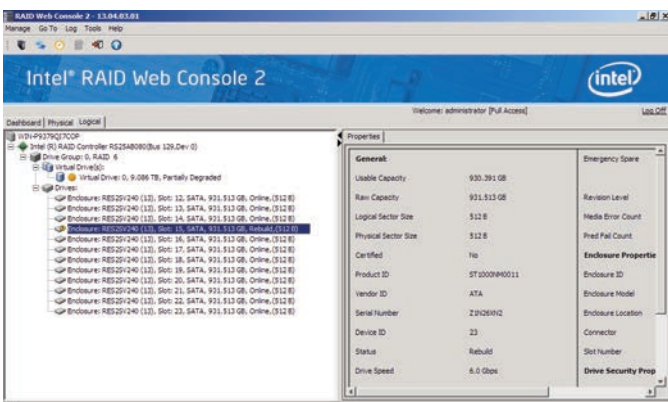 RAID Web Console 2 - 13.04.03.01
Manage Go To Log Tools Help
Intel® RAID Web Console 2
intel
Welcome: administrator [Full Access]
Log Off
Dashboard Physical Logical
WIN-P9379QI7COP
Intel (R) RAID Controller RS25AB080(Bus 129,Dev 0)
Drive Group: 0, RAID 6
Virtual Drive(s):
Virtual Drive: 0, 9.086 TB, Partially Degraded
Drives:
Enclosure: RES2SV240 (13), Slot: 12, SATA, 931.513 GB, Online,(512 B)
Enclosure: RES2SV240 (13), Slot: 13, SATA, 931.513 GB, Online,(512 B)
Enclosure: RES2SV240 (13), Slot: 14, SATA, 931.513 GB, Online,(512 B)
Enclosure: RES2SV240 (13), Slot: 15, SATA, 931.513 GB, Rebuild,(512 B)
Enclosure: RES2SV240 (13), Slot: 16, SATA, 931.513 GB, Online,(512 B)
Enclosure: RES2SV240 (13), Slot: 17, SATA, 931.513 GB, Online,(512 B)
Enclosure: RES2SV240 (13), Slot: 18, SATA, 931.513 GB, Online,(512 B)
Enclosure: RES2SV240 (13), Slot: 19, SATA, 931.513 GB, Online,(512 B)
Enclosure: RES2SV240 (13), Slot: 20, SATA, 931.513 GB, Online,(512 B)
Enclosure: RES2SV240 (13), Slot: 21, SATA, 931.513 GB, Online,(512 B)
Enclosure: RES2SV240 (13), Slot: 22, SATA, 931.513 GB, Online,(512 B)
Enclosure: RES2SV240 (13), Slot: 23, SATA, 931.513 GB, Online,(512 B)
Properties
General: Emergency Spare
Usable Capacity 930.391 GB
Raw Capacity 931.513 GB Revision Level
Logical Sector Size 512 B Media Error Count
Physical Sector Size 512 B Pred Fail Count
Certified No Enclosure Propertie
Product ID ST1000NM0011 Enclosure ID
Vendor ID ATA Enclosure Model
Serial Number Z1N26XN2 Enclosure Location
Device ID 23 Connector
Status Rebuild Slot Number
Drive Speed 6.0 Gbps Drive Security Prop